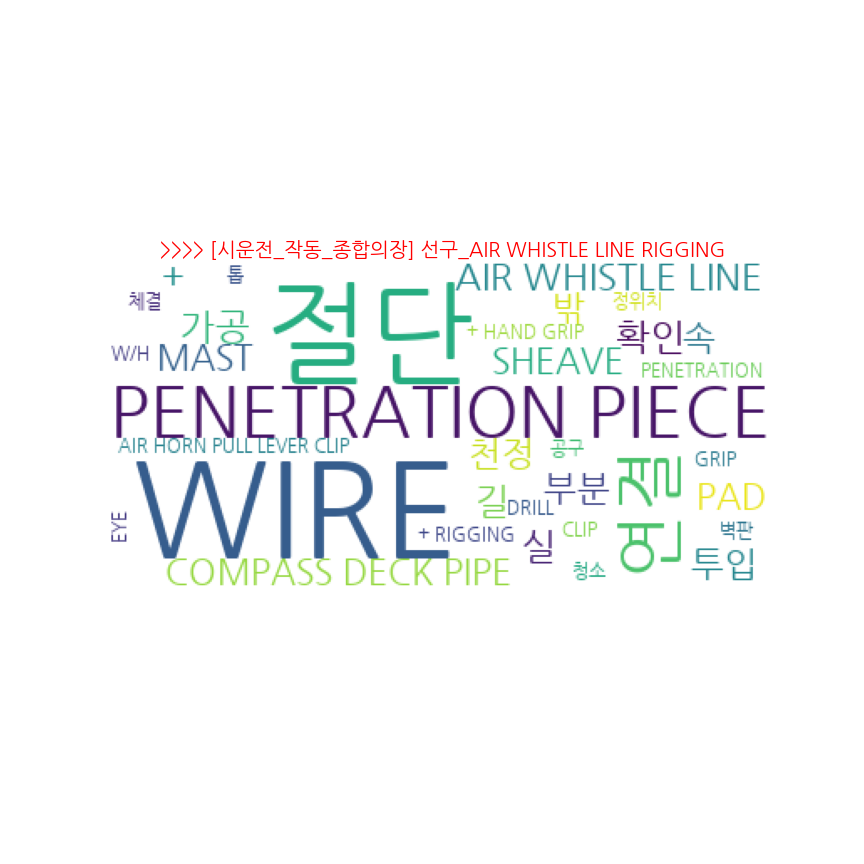 >>>> [시운전_작동_종합의장] 선구_AIR WHISTLE LINE RIGGING
+
톱
AIR WHISTLE LINE
체결
절단
밖
정위치
가공
+ HAND GRIP
확인
속
W/H
MAST
SHEAVE
PENETRATION
PENETRATION PIECE
AIR HORN PULL LEVER CLIP
천정
공구
GRIP
WIRE
연결
부분
PAD
길
DRILL
EYE
+ RIGGING
실
CLIP
벽판
COMPASS DECK PIPE
청소
투입